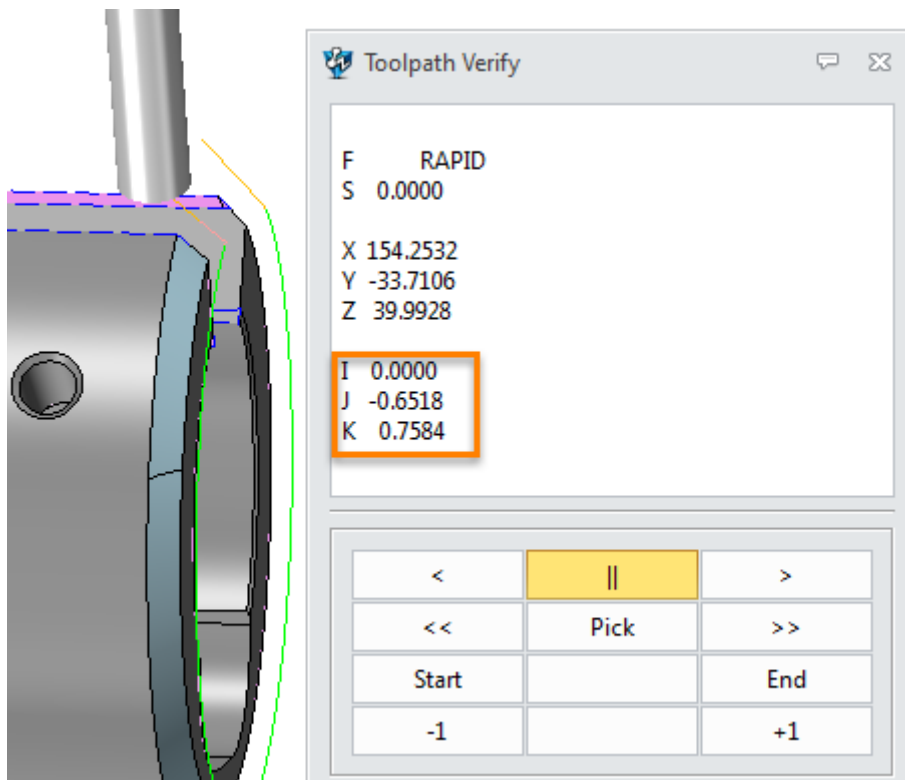 Toolpath Verify
F RAPID
S 0.0000
X 154.2532
Y -33.7106
Z 39.9928
I 0.0000
J -0.6518
K 0.7584
< || >
<< Pick >>
Start End
-1 +1